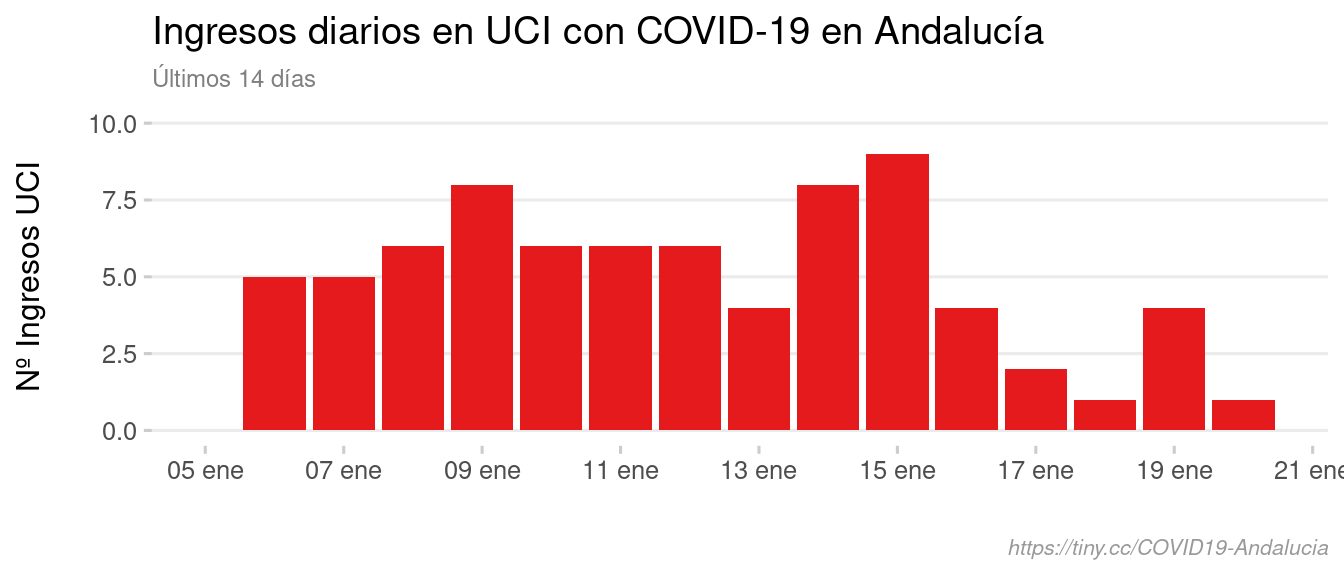 Ingresos diarios en UCI con COVID-19 en Andalucía
Últimos 14 días
Nº Ingresos UCI
10.0
7.5
5.0
2.5
0.0
05 ene 07 ene 09 ene 11 ene 13 ene 15 ene 17 ene 19 ene 21 ene
https://tiny.cc/COVID19-Andalucia